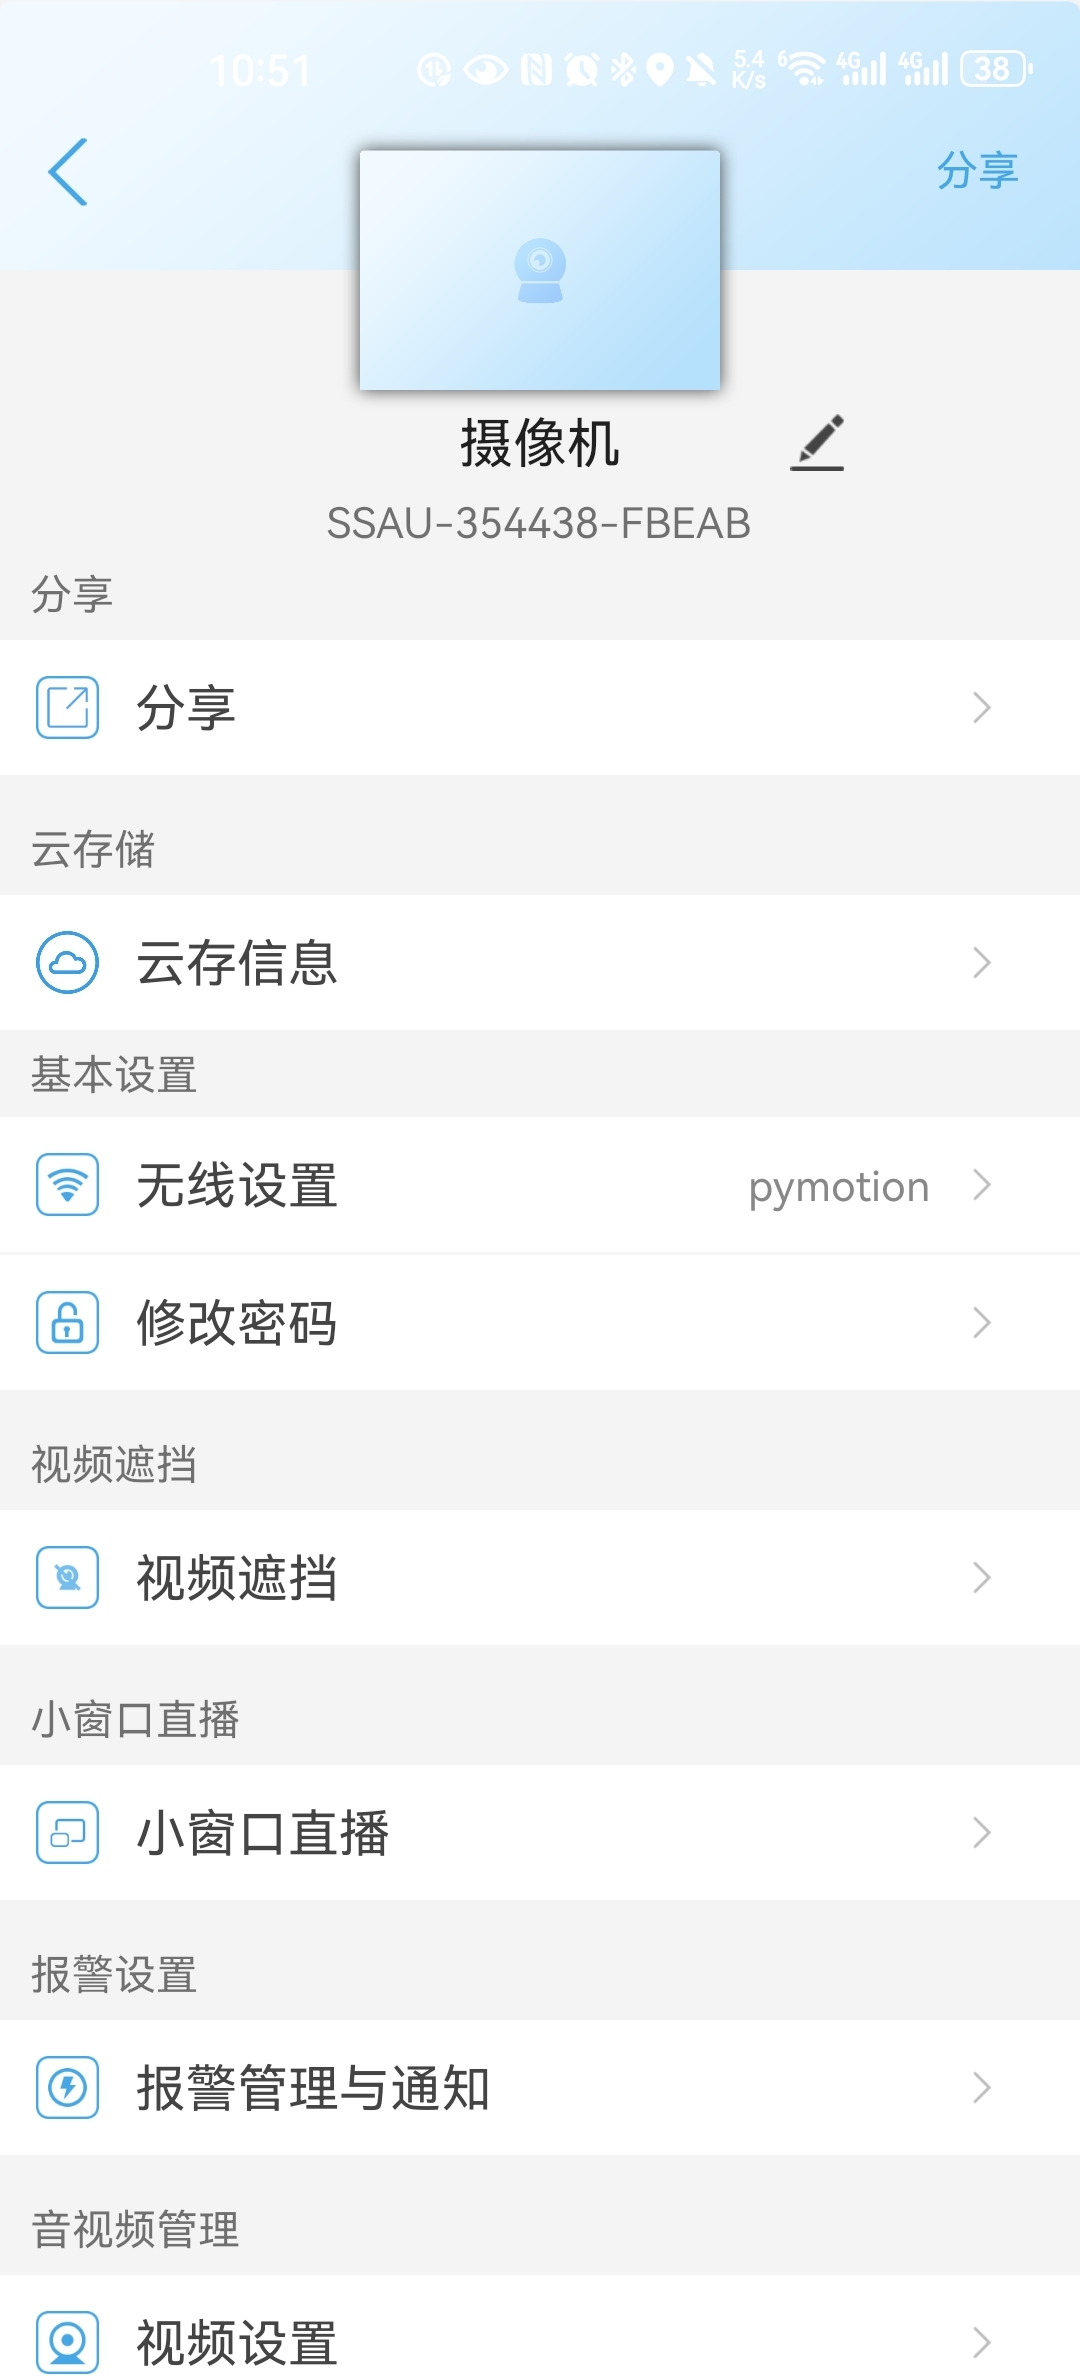 10:51 5.4 K/s 6 4G 4G 38
分享
摄像机
SSAU-354438-FBEAB
分享
分享
云存储
云存信息
基本设置
无线设置 pymotion
修改密码
视频遮挡
视频遮挡
小窗口直播
小窗口直播
报警设置
报警管理与通知
音视频管理
视频设置